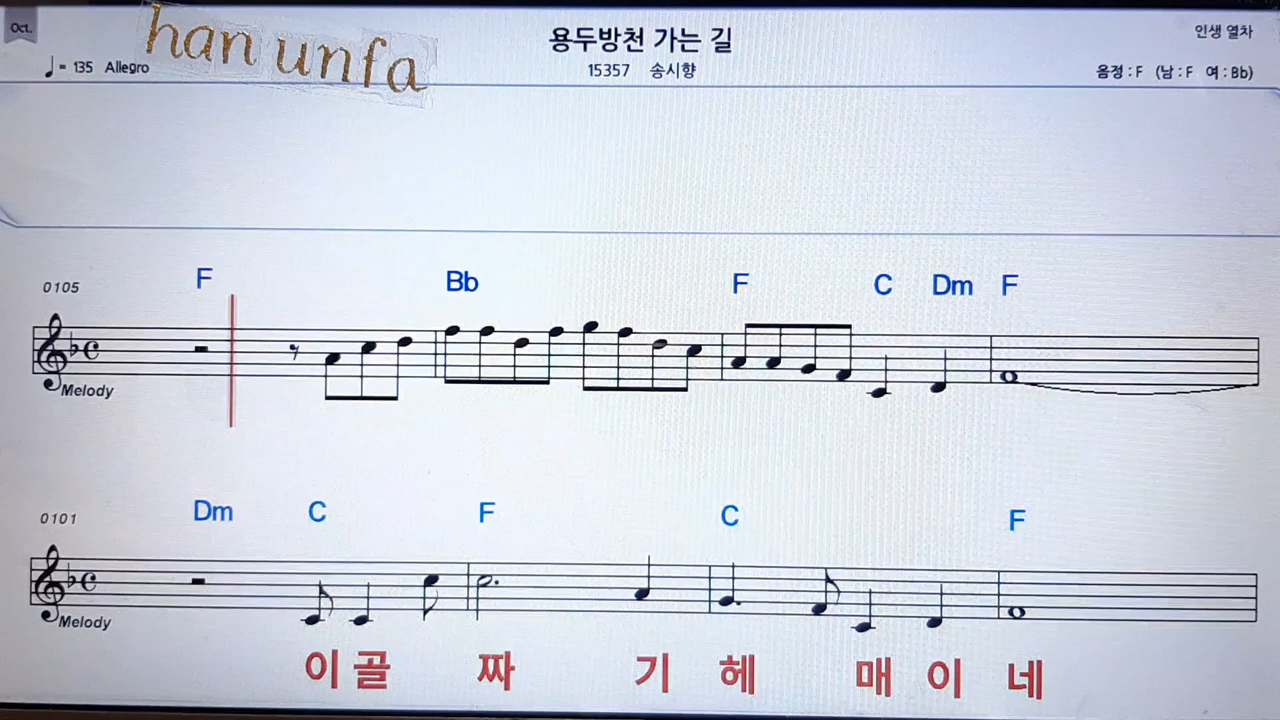 Oct.
han unfa
용두방천 가는 길
인생 열차
♩= 135 Allegro
15357 송시향
음정 : F (남 : F 여 : Bb)
F Bb F C Dm F
0105
Melody
Dm C F C F
0101
Melody
이 골 짜 기 헤 매 이 네